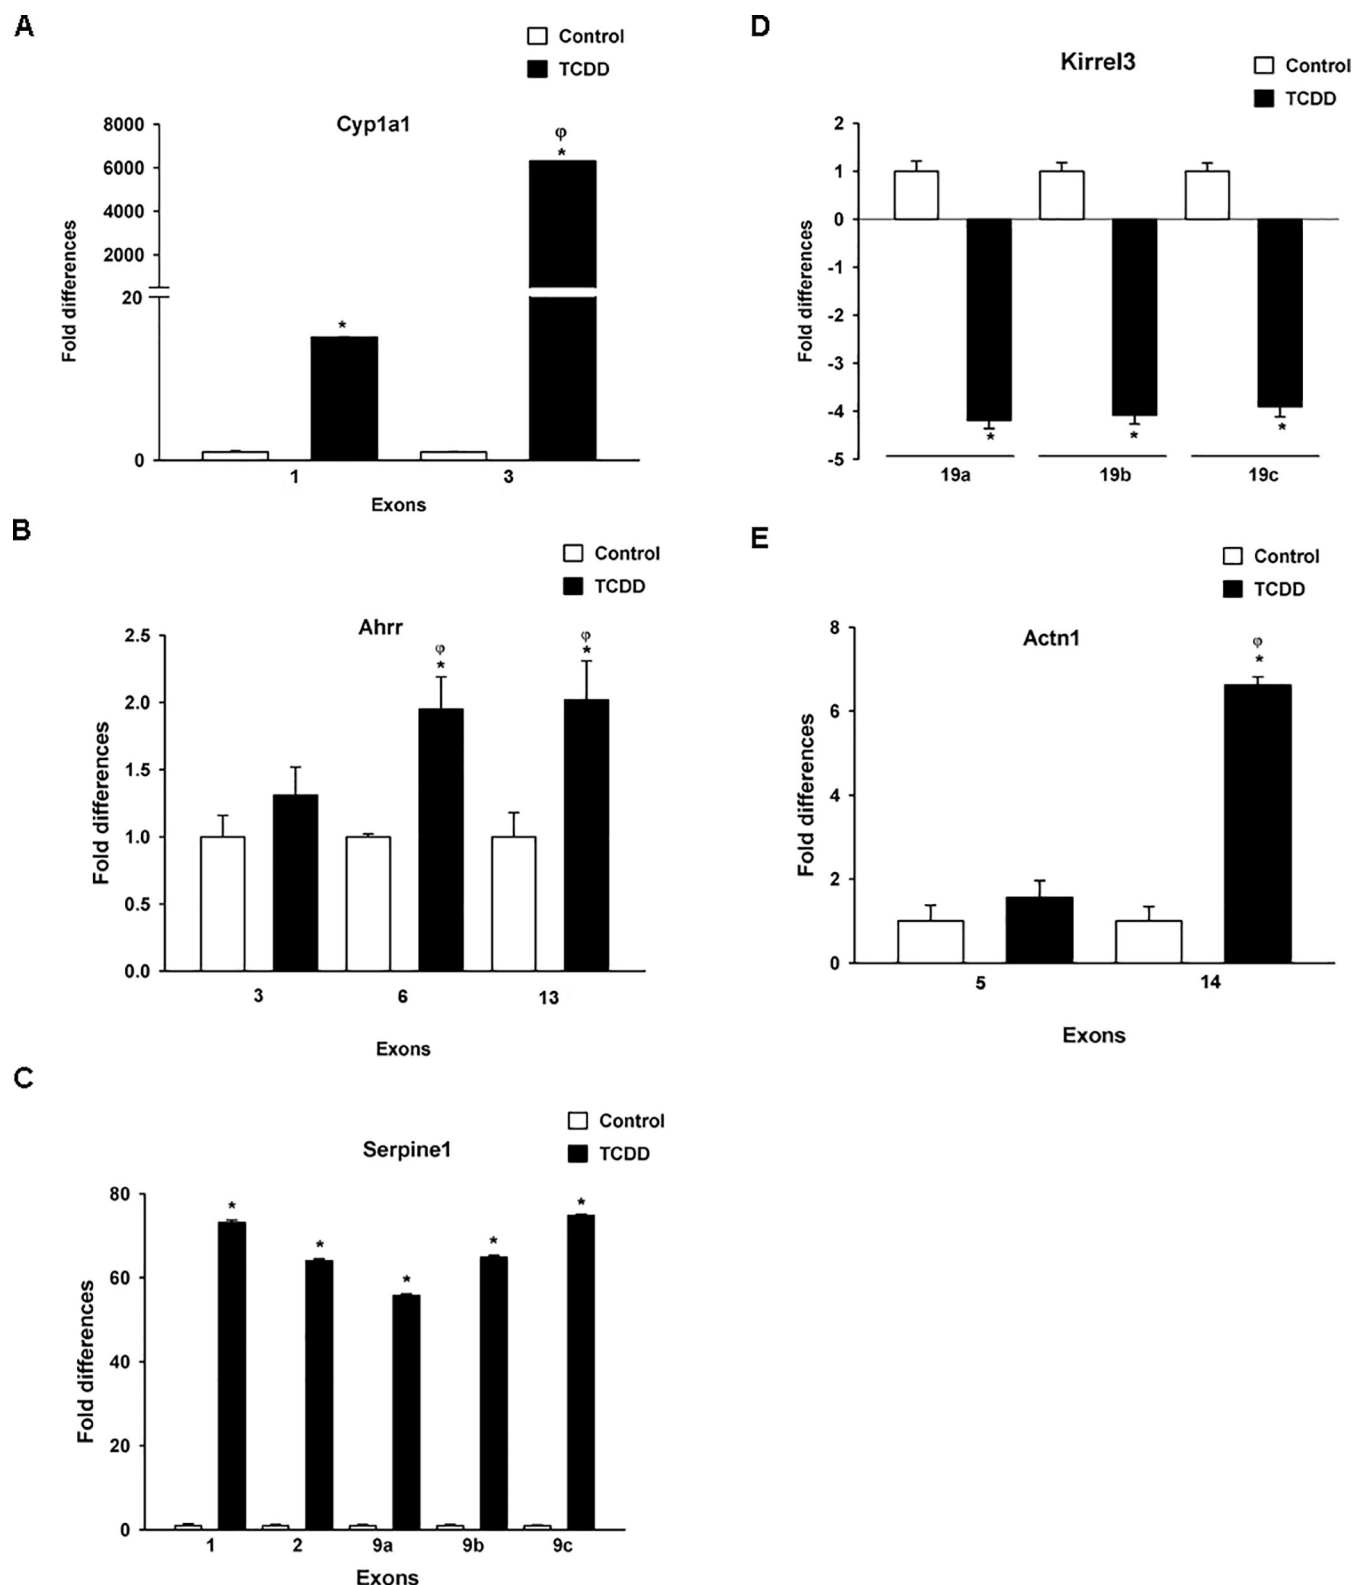 A
Control
TCDD
Cyp1a1
Fold differences
8000
6000
4000
2000
20
0
φ
*
*
1 3
Exons
B
Control
TCDD
Ahrr
Fold differences
2.5
2.0
1.5
1.0
0.5
0.0
φ φ
* *
3 6 13
Exons
C
Control
TCDD
Serpine1
Fold differences
80
60
40
20
0
* * * * *
1 2 9a 9b 9c
Exons
D
Kirrel3
Control
TCDD
Fold differences
2
1
0
-1
-2
-3
-4
-5
* * *
19a 19b 19c
E
Control
TCDD
Actn1
Fold differences
8
6
4
2
0
φ
*
5 14
Exons